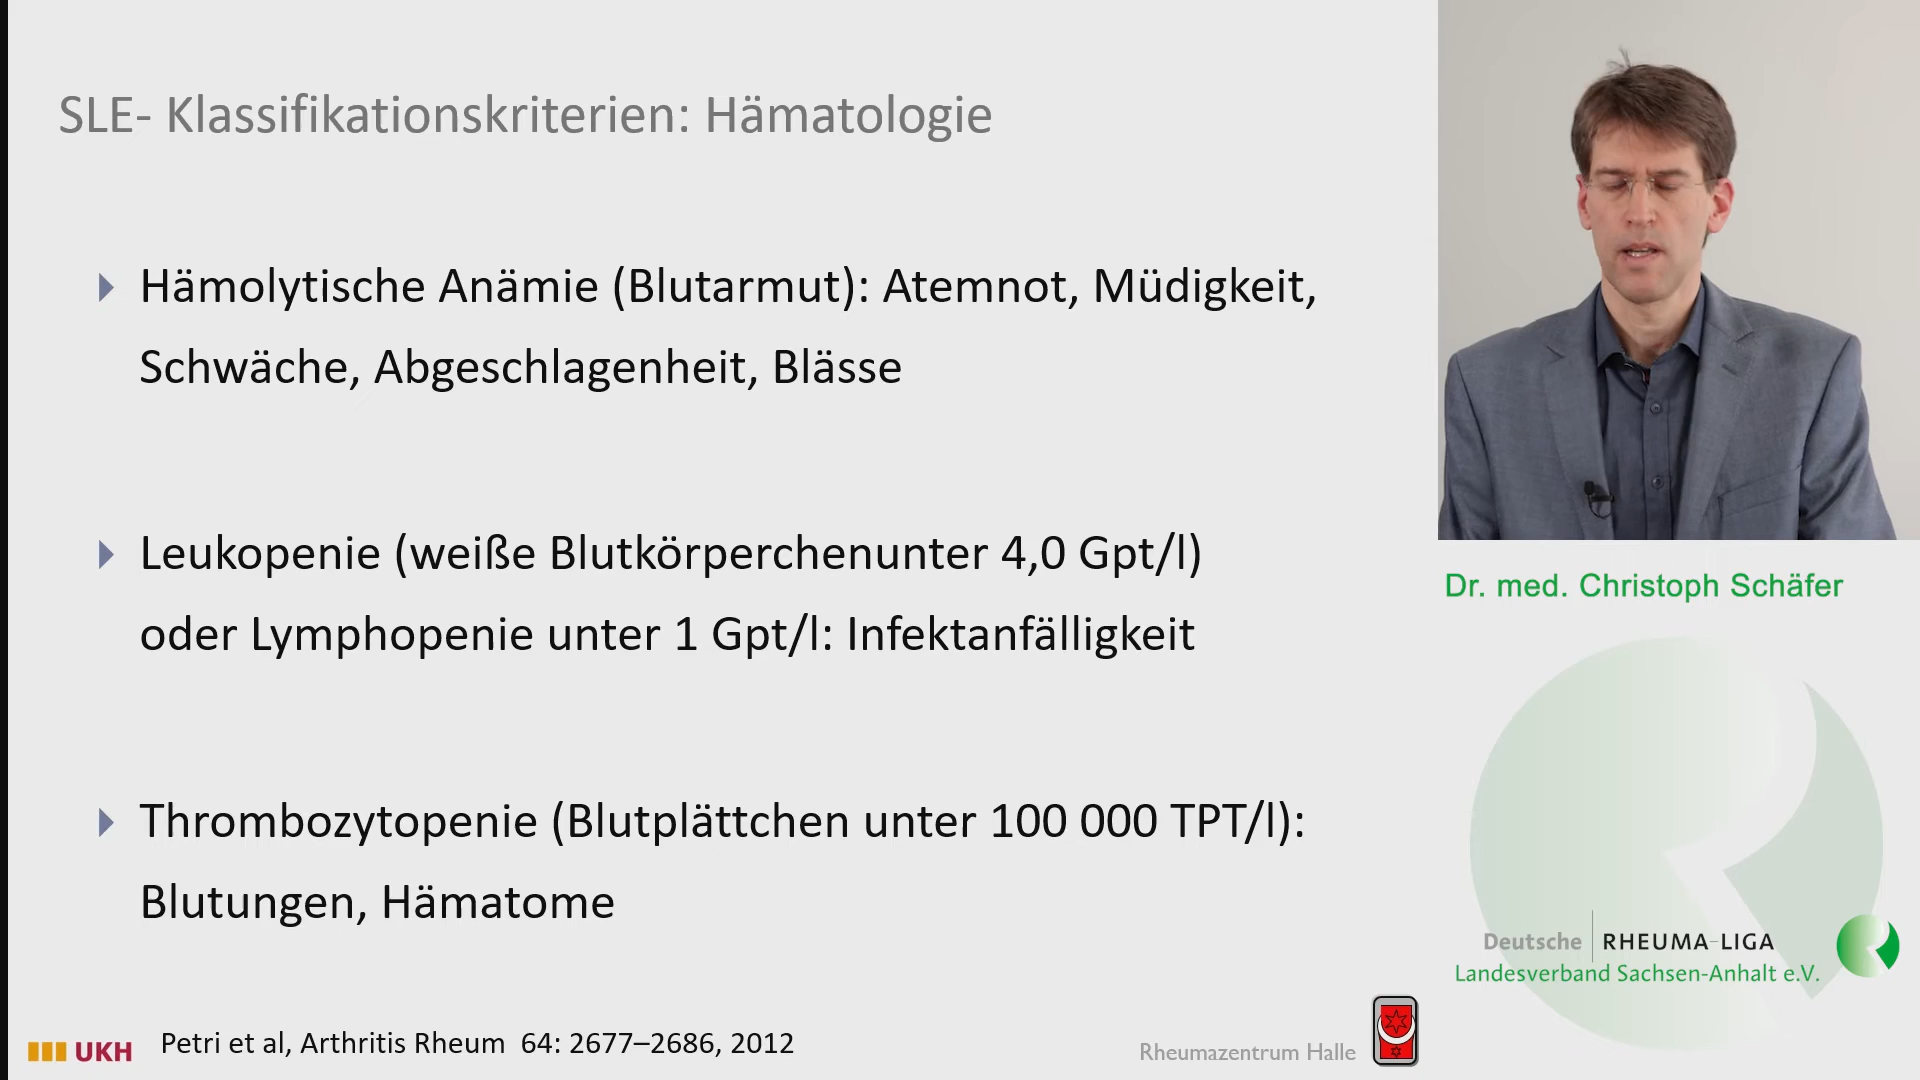 SLE- Klassifikationskriterien: Hämatologie
Hämolytische Anämie (Blutarmut): Atemnot, Müdigkeit,
Schwäche, Abgeschlagenheit, Blässe
Leukopenie (weiße Blutkörperchenunter 4,0 Gpt/l)
oder Lymphopenie unter 1 Gpt/l: Infektanfälligkeit
Thrombozytopenie (Blutplättchen unter 100 000 TPT/l):
Blutungen, Hämatome
Dr. med. Christoph Schäfer
Deutsche RHEUMA-LIGA
Landesverband Sachsen-Anhalt e.V.
UKH
Petri et al, Arthritis Rheum 64: 2677–2686, 2012
Rheumazentrum Halle